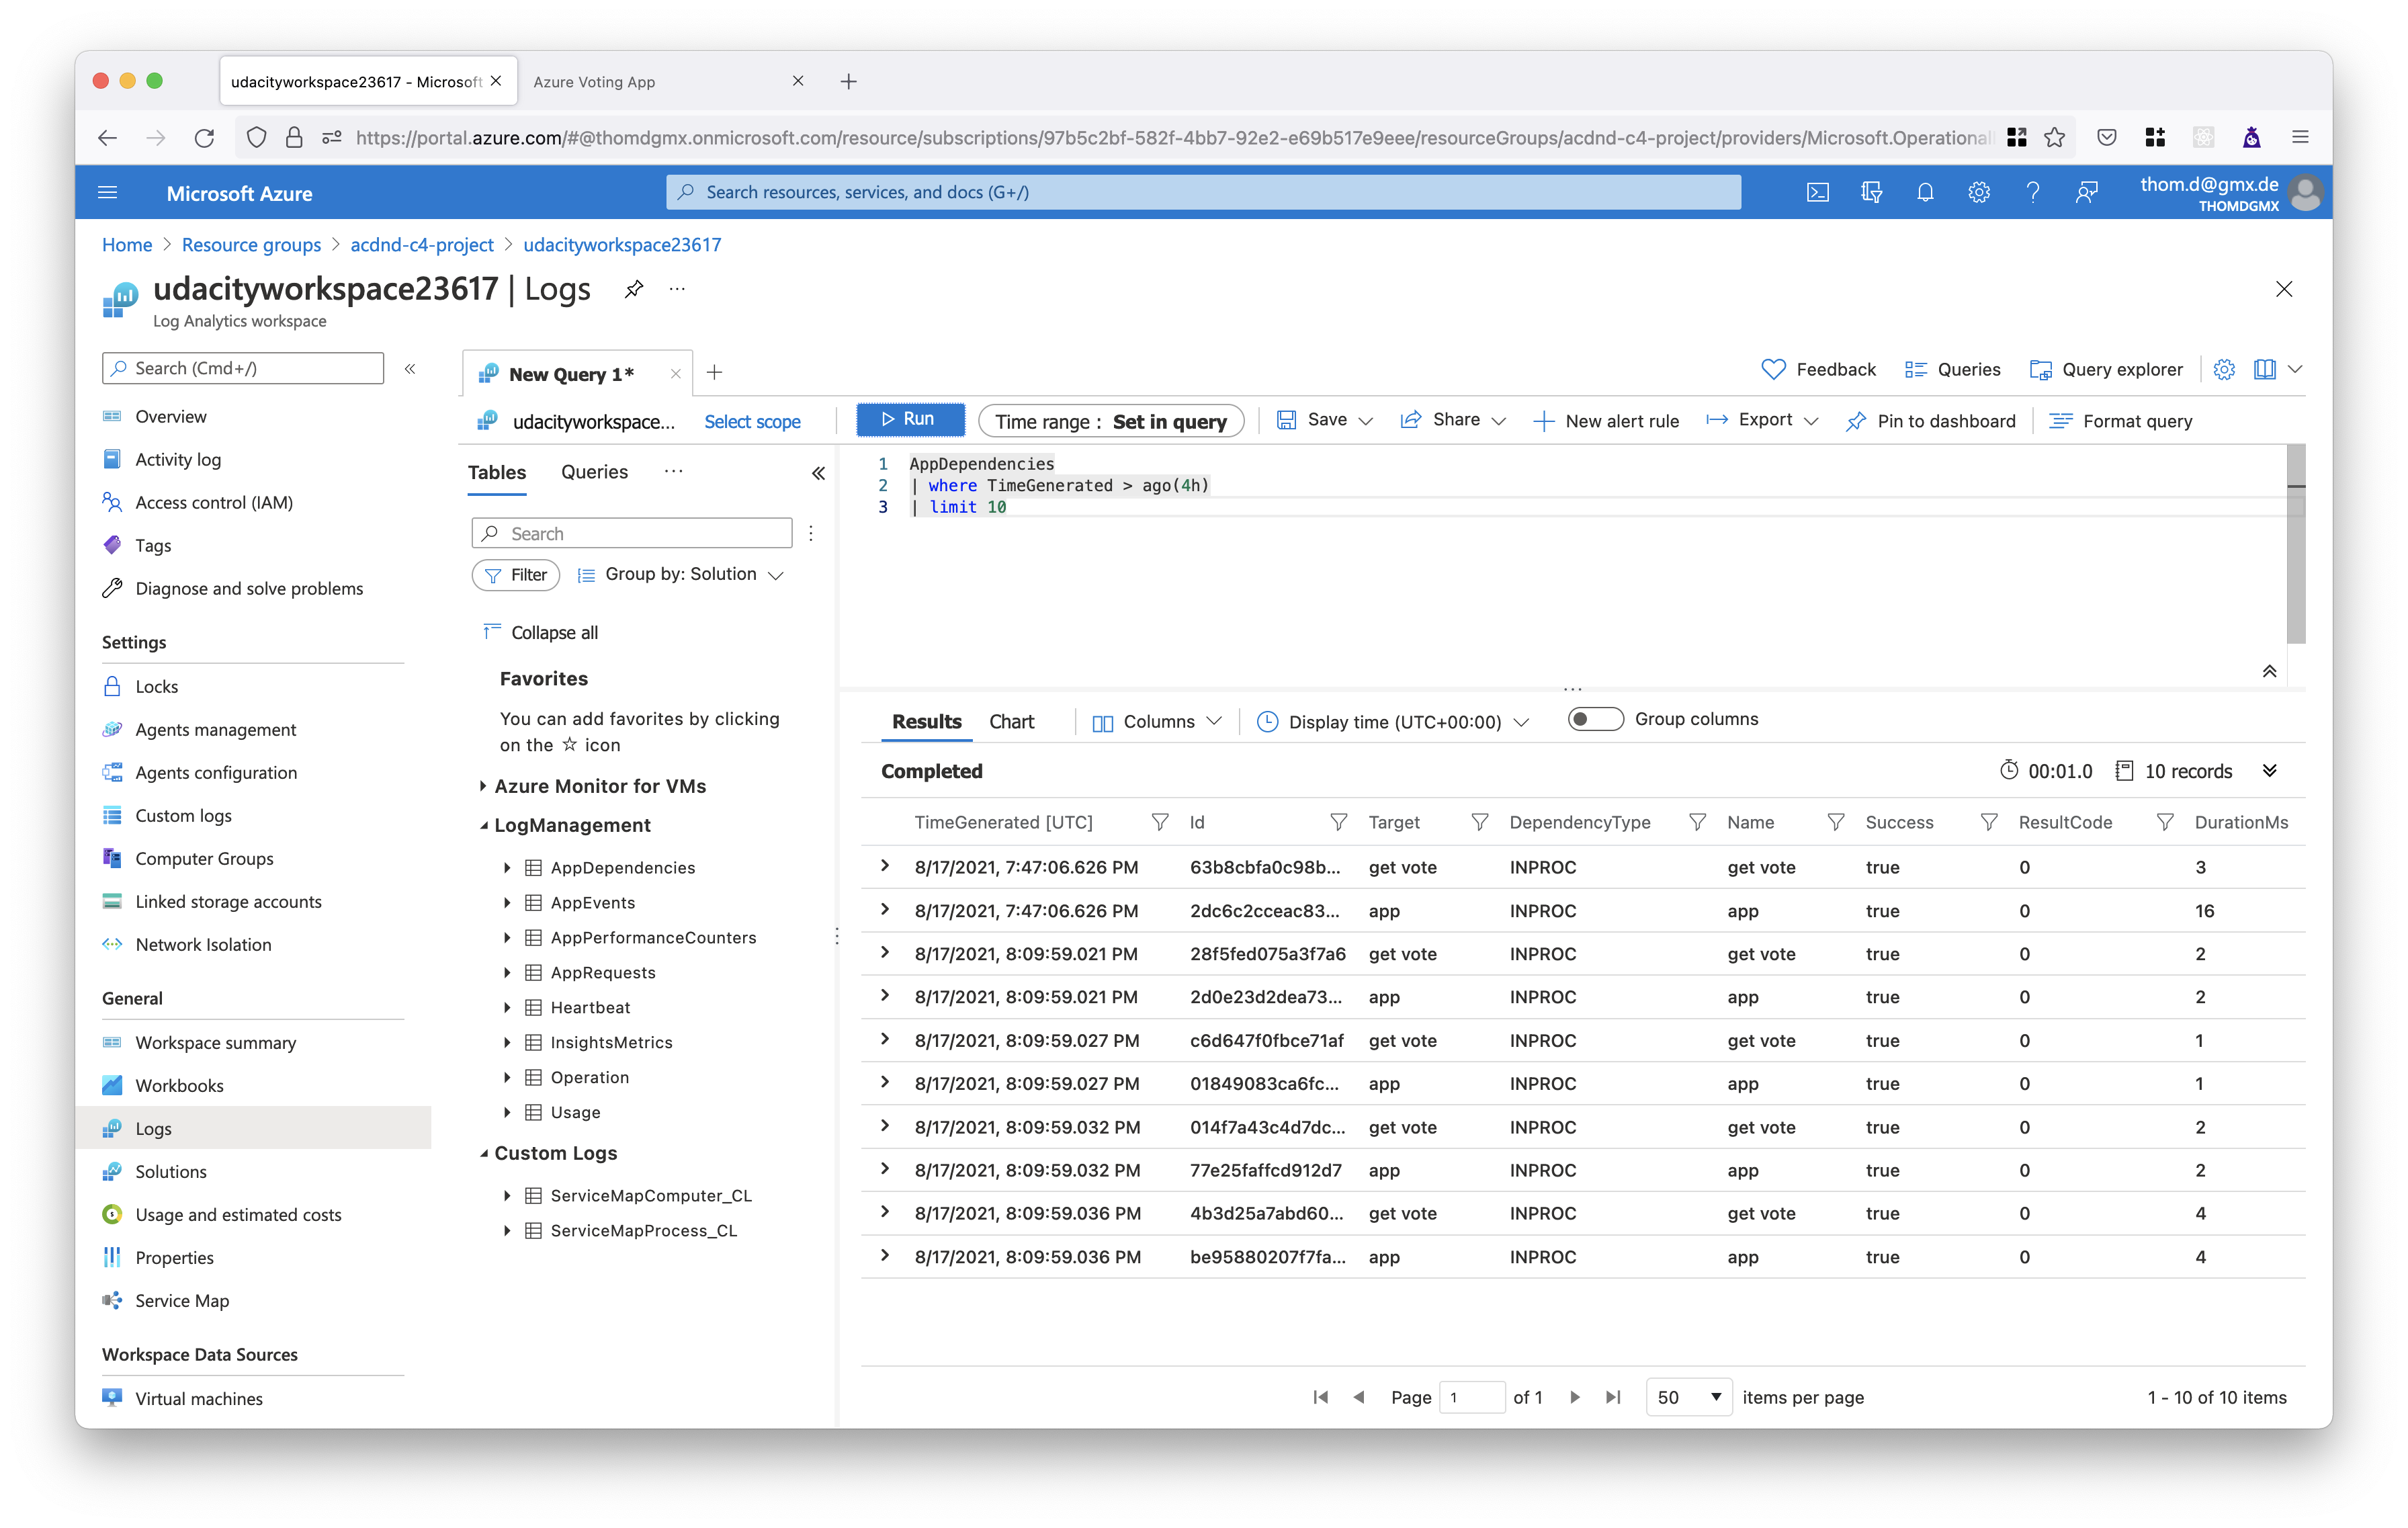 udacityworkspace23617 - Microsoft
Azure Voting App
https://portal.azure.com/#@thomdgmx.onmicrosoft.com/resource/subscriptions/97b5c2bf-582f-4bb7-92e2-e69b517e9eee/resourceGroups/acdnd-c4-project/providers/Microsoft.Operational
Microsoft Azure
Search resources, services, and docs (G+/)
thom.d@gmx.de
THOMDGMX
Home > Resource groups > acdnd-c4-project > udacityworkspace23617
udacityworkspace23617 | Logs ...
Log Analytics workspace
Search (Cmd+/)
Overview
Activity log
Access control (IAM)
Tags
Diagnose and solve problems
Settings
Locks
Agents management
Agents configuration
Custom logs
Computer Groups
Linked storage accounts
Network Isolation
General
Workspace summary
Workbooks
Logs
Solutions
Usage and estimated costs
Properties
Service Map
Workspace Data Sources
Virtual machines
New Query 1*
Feedback Queries Query explorer
udacityworkspace... Select scope Run Time range : Set in query Save Share New alert rule Export Pin to dashboard Format query
Tables Queries ...
Search
Filter Group by: Solution
Collapse all
Favorites
You can add favorites by clicking
on the ☆ icon
Azure Monitor for VMs
LogManagement
AppDependencies
AppEvents
AppPerformanceCounters
AppRequests
Heartbeat
InsightsMetrics
Operation
Usage
Custom Logs
ServiceMapComputer_CL
ServiceMapProcess_CL
1 AppDependencies
2 | where TimeGenerated > ago(4h)
3 | limit 10
Results Chart Columns Display time (UTC+00:00) Group columns
Completed 00:01.0 10 records
TimeGenerated [UTC] Id Target DependencyType Name Success ResultCode DurationMs
8/17/2021, 7:47:06.626 PM 63b8cbfa0c98b... get vote INPROC get vote true 0 3
8/17/2021, 7:47:06.626 PM 2dc6c2cceac83... app INPROC app true 0 16
8/17/2021, 8:09:59.021 PM 28f5fed075a3f7a6 get vote INPROC get vote true 0 2
8/17/2021, 8:09:59.021 PM 2d0e23d2dea73... app INPROC app true 0 2
8/17/2021, 8:09:59.027 PM c6d647f0fbce71af get vote INPROC get vote true 0 1
8/17/2021, 8:09:59.027 PM 01849083ca6fc... app INPROC app true 0 1
8/17/2021, 8:09:59.032 PM 014f7a43c4d7dc... get vote INPROC get vote true 0 2
8/17/2021, 8:09:59.032 PM 77e25faffcd912d7 app INPROC app true 0 2
8/17/2021, 8:09:59.036 PM 4b3d25a7abd60... get vote INPROC get vote true 0 4
8/17/2021, 8:09:59.036 PM be95880207f7fa... app INPROC app true 0 4
Page 1 of 1 50 items per page 1 - 10 of 10 items